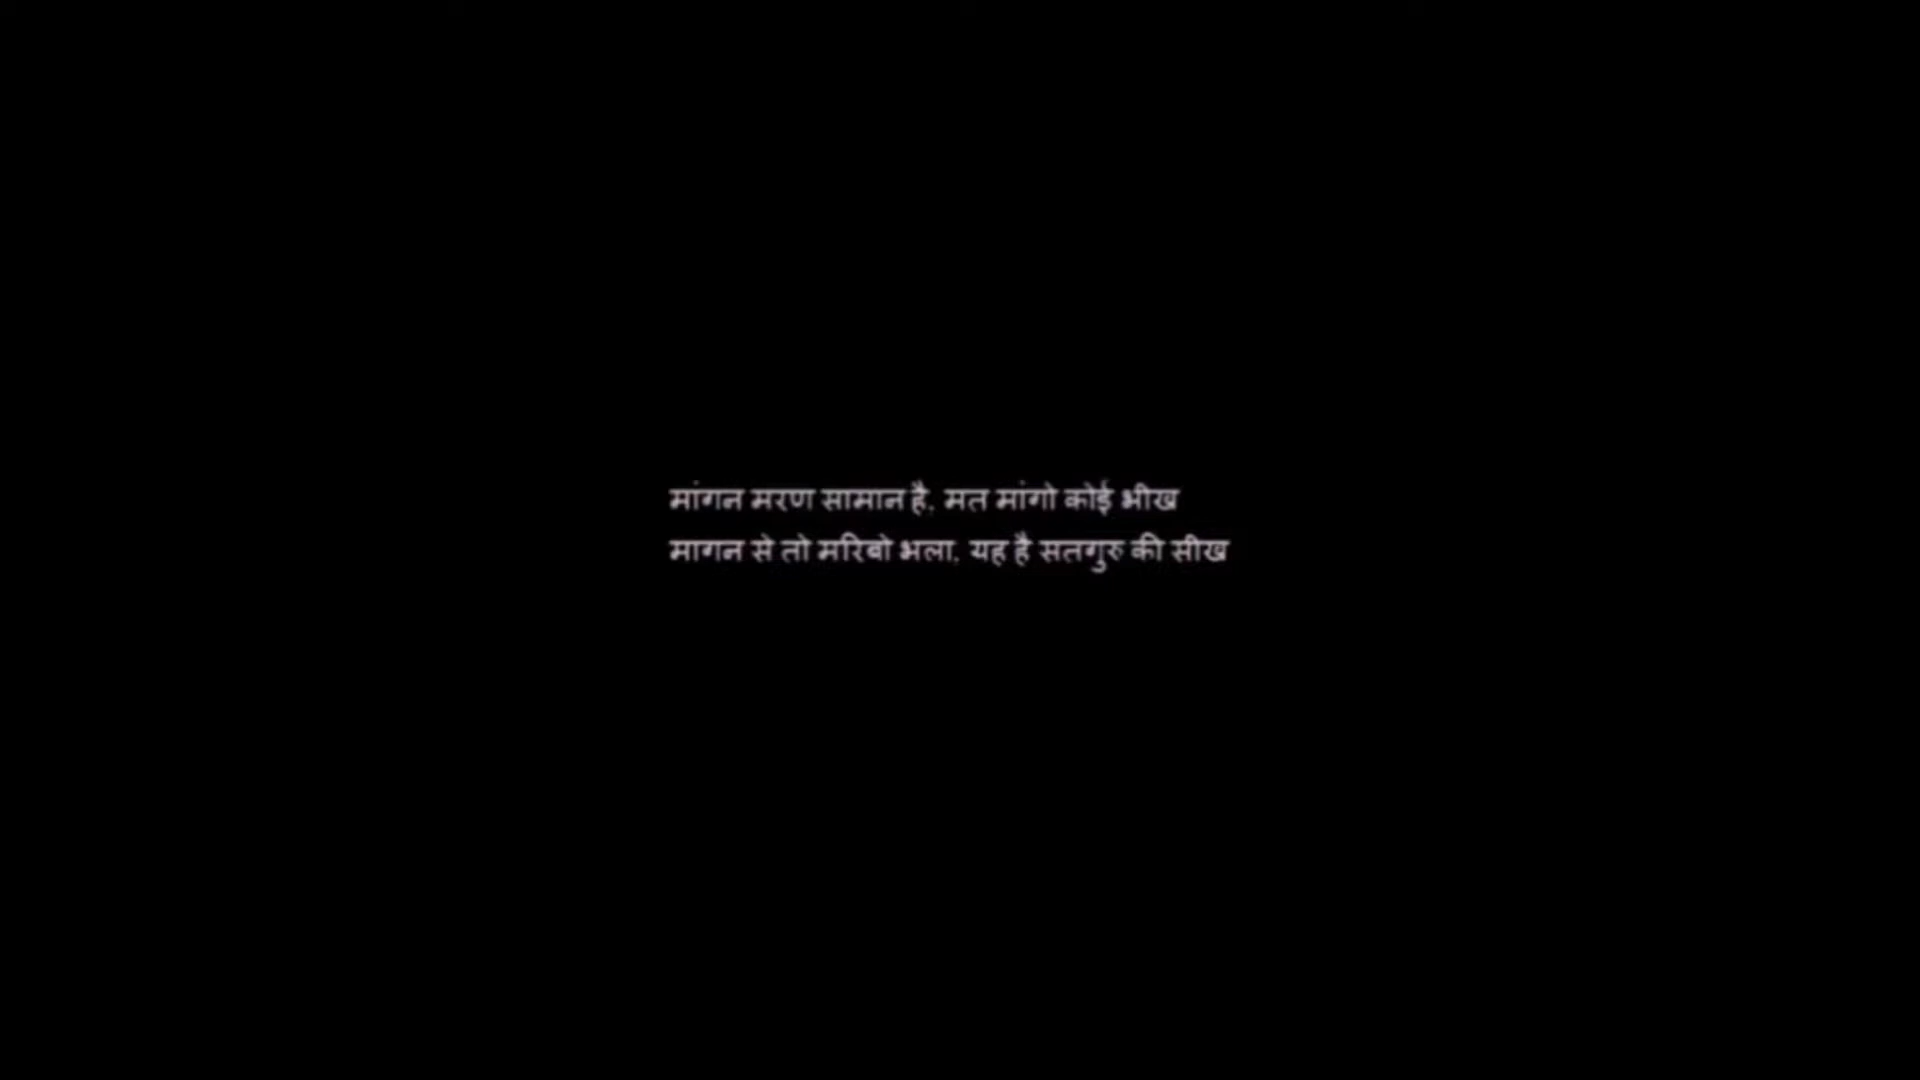 मांगन मरण सामान है, मत मांगो कोई भीख
मागन से तो मरिबो भला, यह है सतगुरु की सीख